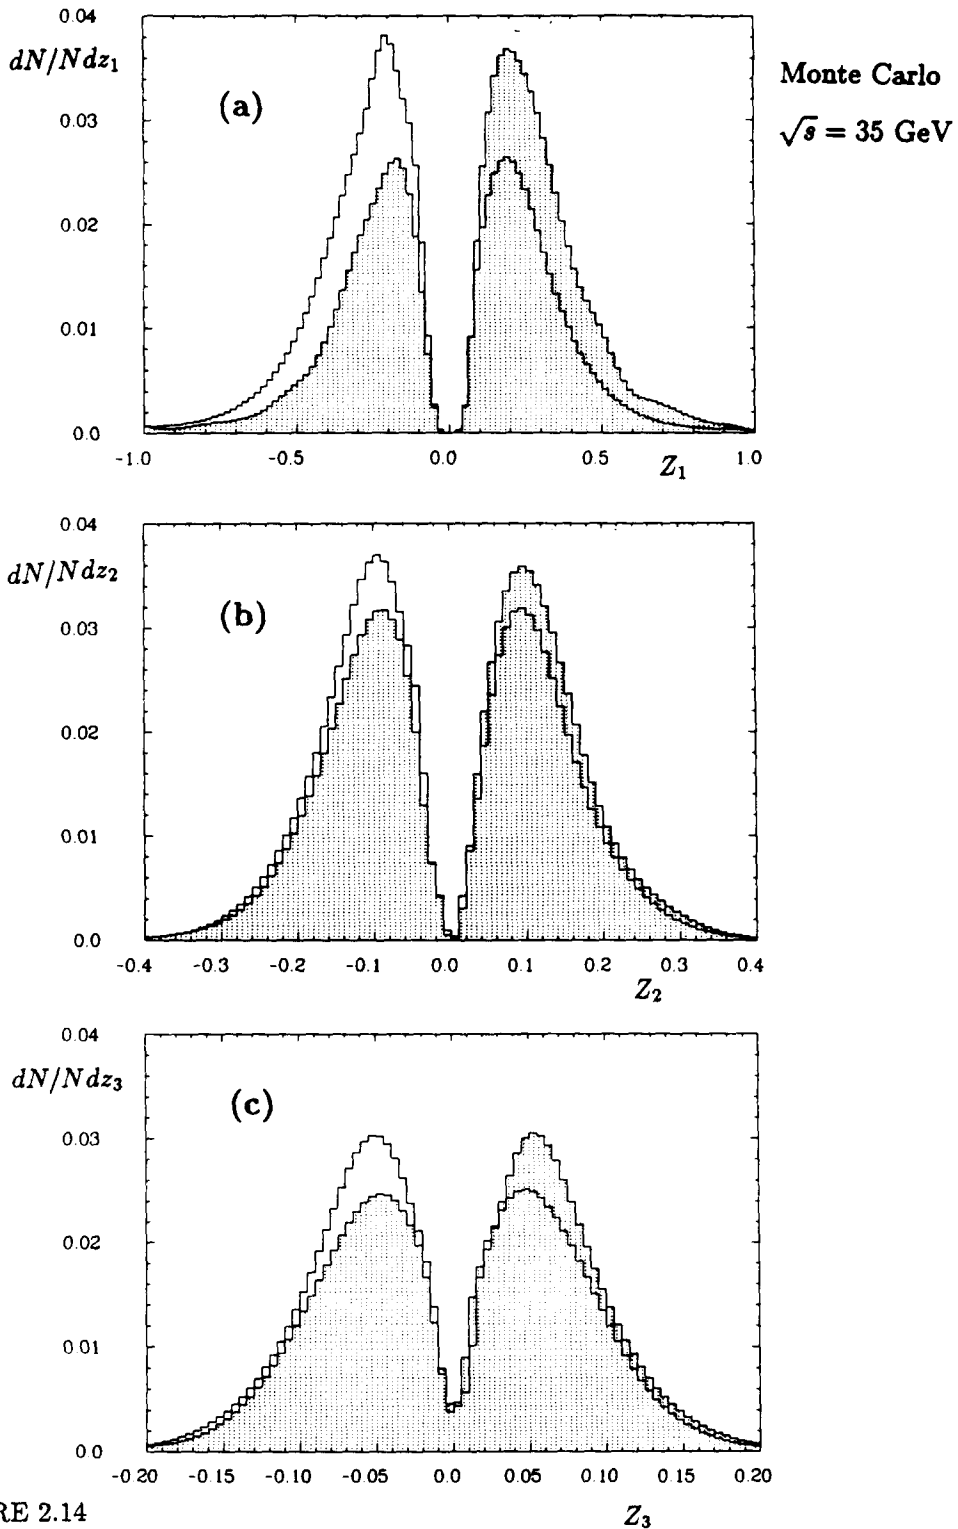 0.04
dN/Ndz₁
(a)
Monte Carlo
√s = 35 GeV
0.03
0.02
0.01
0.0
-1.0 -0.5 0.0 0.5 1.0
Z₁
0.04
dN/Ndz₂
(b)
0.03
0.02
0.01
0.0
-0.4 -0.3 -0.2 -0.1 0.0 0.1 0.2 0.3 0.4
Z₂
0.04
dN/Ndz₃
(c)
0.03
0.02
0.01
0.0
-0.20 -0.15 -0.10 -0.05 0.0 0.05 0.10 0.15 0.20
RE 2.14
Z₃